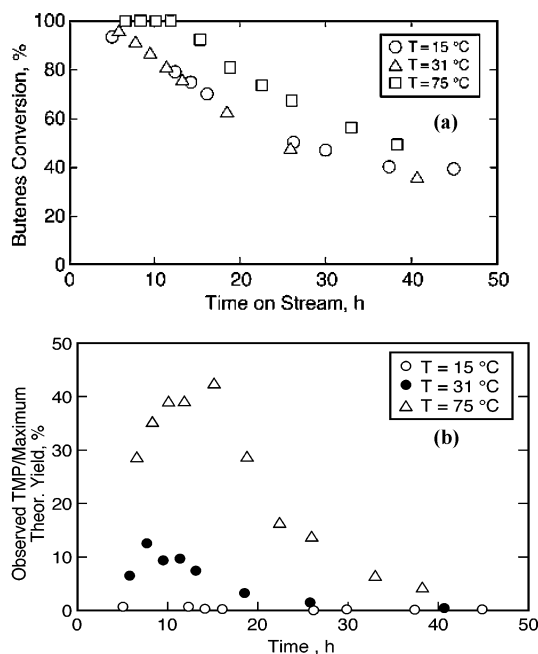 100
80
60
40
20
0
Butenes Conversion, %
T = 15 °C
T = 31 °C
T = 75 °C
(a)
0 10 20 30 40 50
Time on Stream, h
50
40
30
20
10
0
Observed TMP/Maximum
Theor. Yield, %
T = 15 °C
T = 31 °C
T = 75 °C
(b)
0 10 20 30 40 50
Time , h